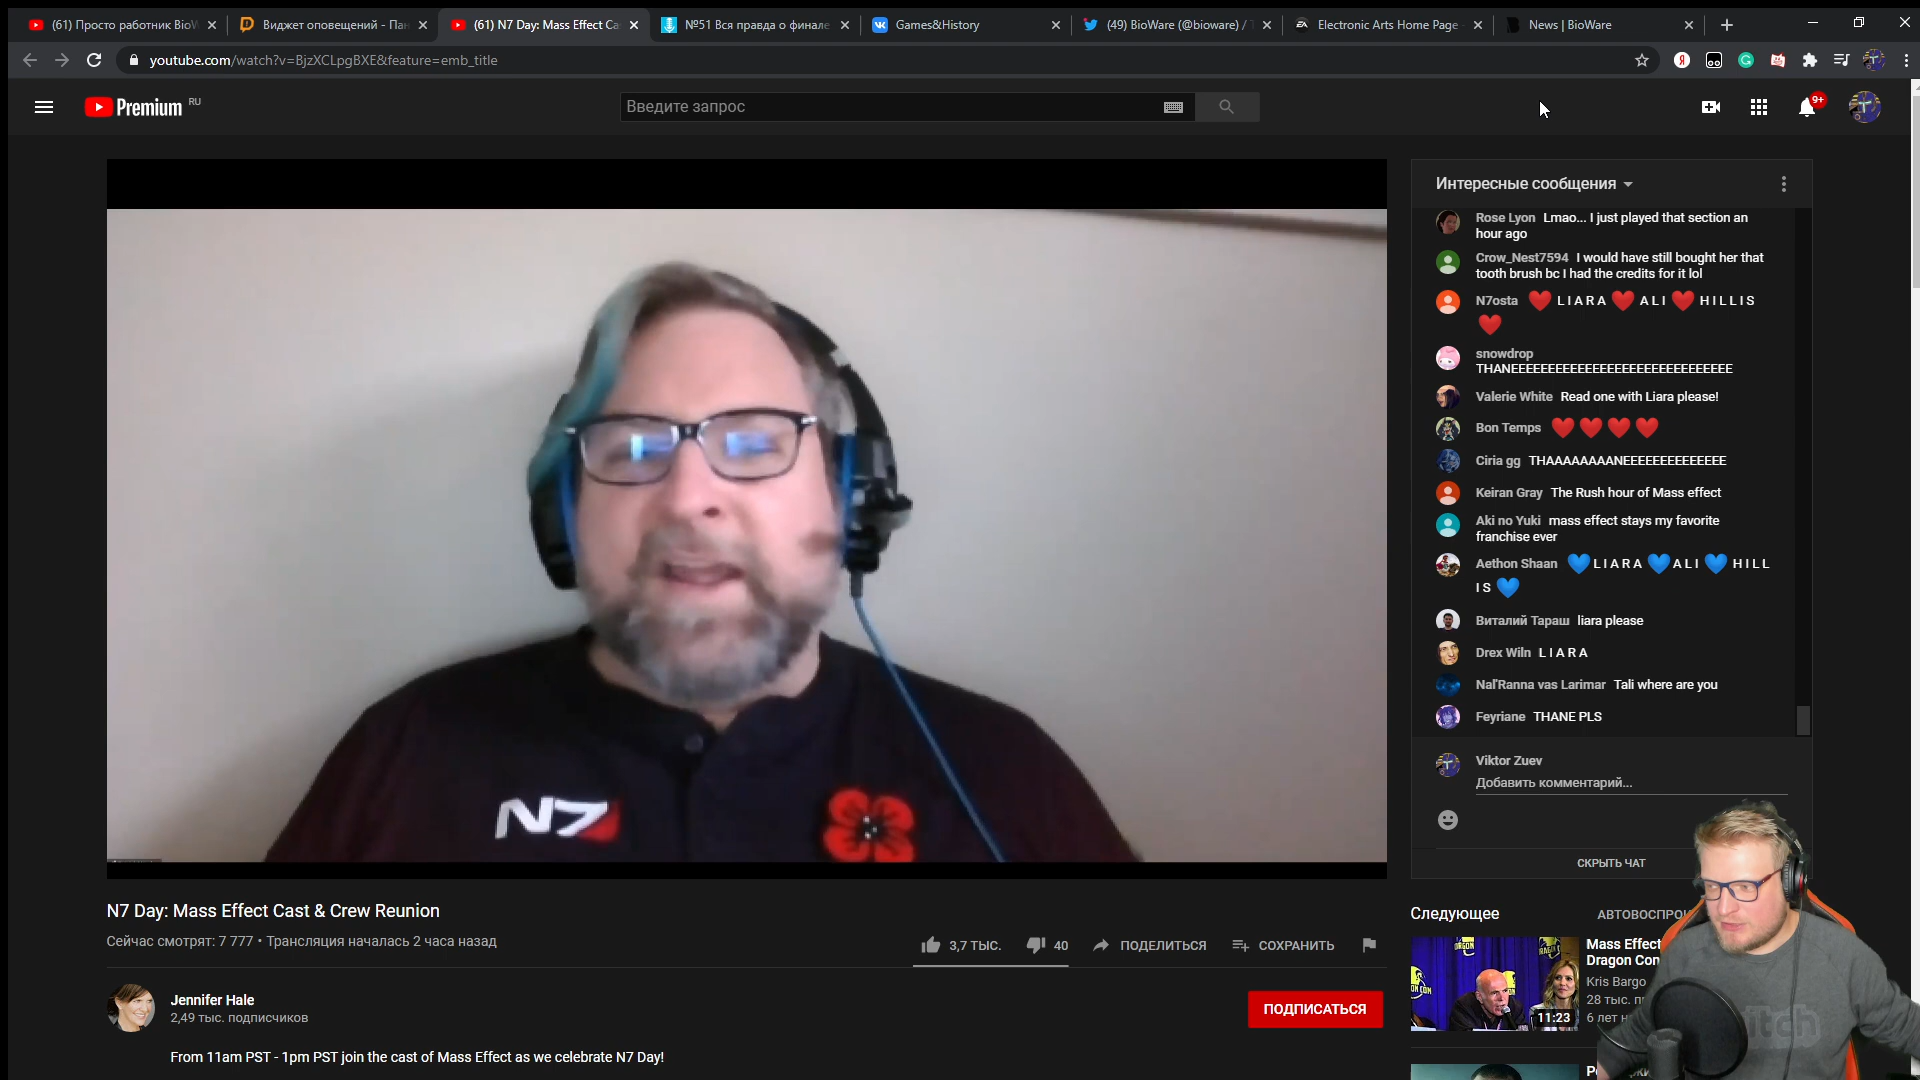 (61) Просто работник BioW
Виджет оповещений - Пан
(61) N7 Day: Mass Effect Ca
№51 Вся правда о финале
Games&History
(49) BioWare (@bioware) / T
Electronic Arts Home Page -
News | BioWare
youtube.com/watch?v=BjzXCLpgBXE&feature=emb_title
Premium RU
Введите запрос
9+
Интересные сообщения
Rose Lyon Lmao... I just played that section an
hour ago
Crow_Nest7594 I would have still bought her that
tooth brush bc I had the credits for it lol
N7osta ❤️ L I A R A ❤️ A L I ❤️ H I L L I S
❤️
snowdrop
THANEEEEEEEEEEEEEEEEEEEEEEEEEEEEEE
Valerie White Read one with Liara please!
Bon Temps ❤️ ❤️ ❤️ ❤️
Ciria gg THAAAAAAAANEEEEEEEEEEEEEE
Keiran Gray The Rush hour of Mass effect
Aki no Yuki mass effect stays my favorite
franchise ever
Aethon Shaan 💙 L I A R A 💙 A L I 💙 H I L L
I S 💙
Виталий Тараш liara please
Drex Wiln L I A R A
Nal'Ranna vas Larimar Tali where are you
Feyriane THANE PLS
Viktor Zuev
Добавить комментарий...
СКРЫТЬ ЧАТ
N7
N7 Day: Mass Effect Cast & Crew Reunion
Сейчас смотрят: 7 777 • Трансляция началась 2 часа назад
3,7 ТЫС.
40
ПОДЕЛИТЬСЯ
СОХРАНИТЬ
Jennifer Hale
2,49 тыс. подписчиков
ПОДПИСАТЬСЯ
From 11am PST - 1pm PST join the cast of Mass Effect as we celebrate N7 Day!
Следующее
АВТОВОСПРОИ
Mass Effect
Dragon Con
Kris Bargo
28 тыс. п
6 лет н
11:23